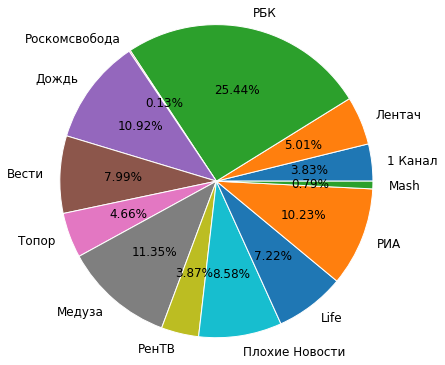 РБК
Роскомсвобода
Дождь
Лентач
25.44%
0.13%
10.92%
5.01%
1 Канал
3.83%
Вести
7.99%
0.79%
Mash
4.66%
10.23%
Топор
РИА
11.35%
7.22%
3.87%
8.58%
Медуза
Life
РенТВ
Плохие Новости